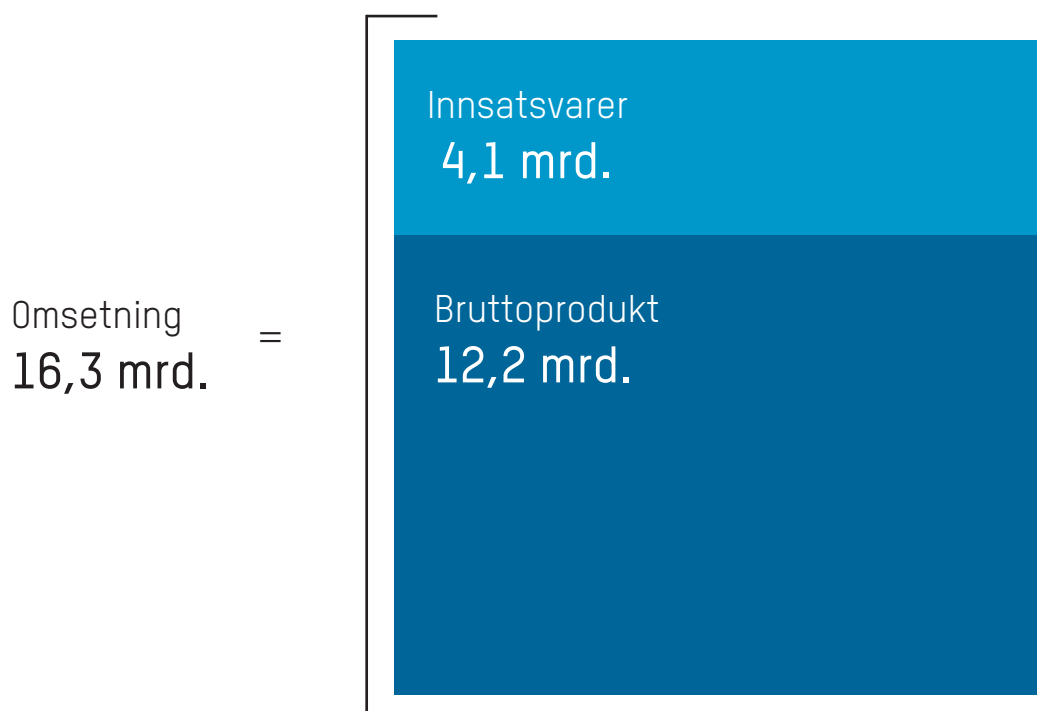 Omsetning
16,3 mrd.
=
Innsatsvarer
4,1 mrd.
Bruttoprodukt
12,2 mrd.